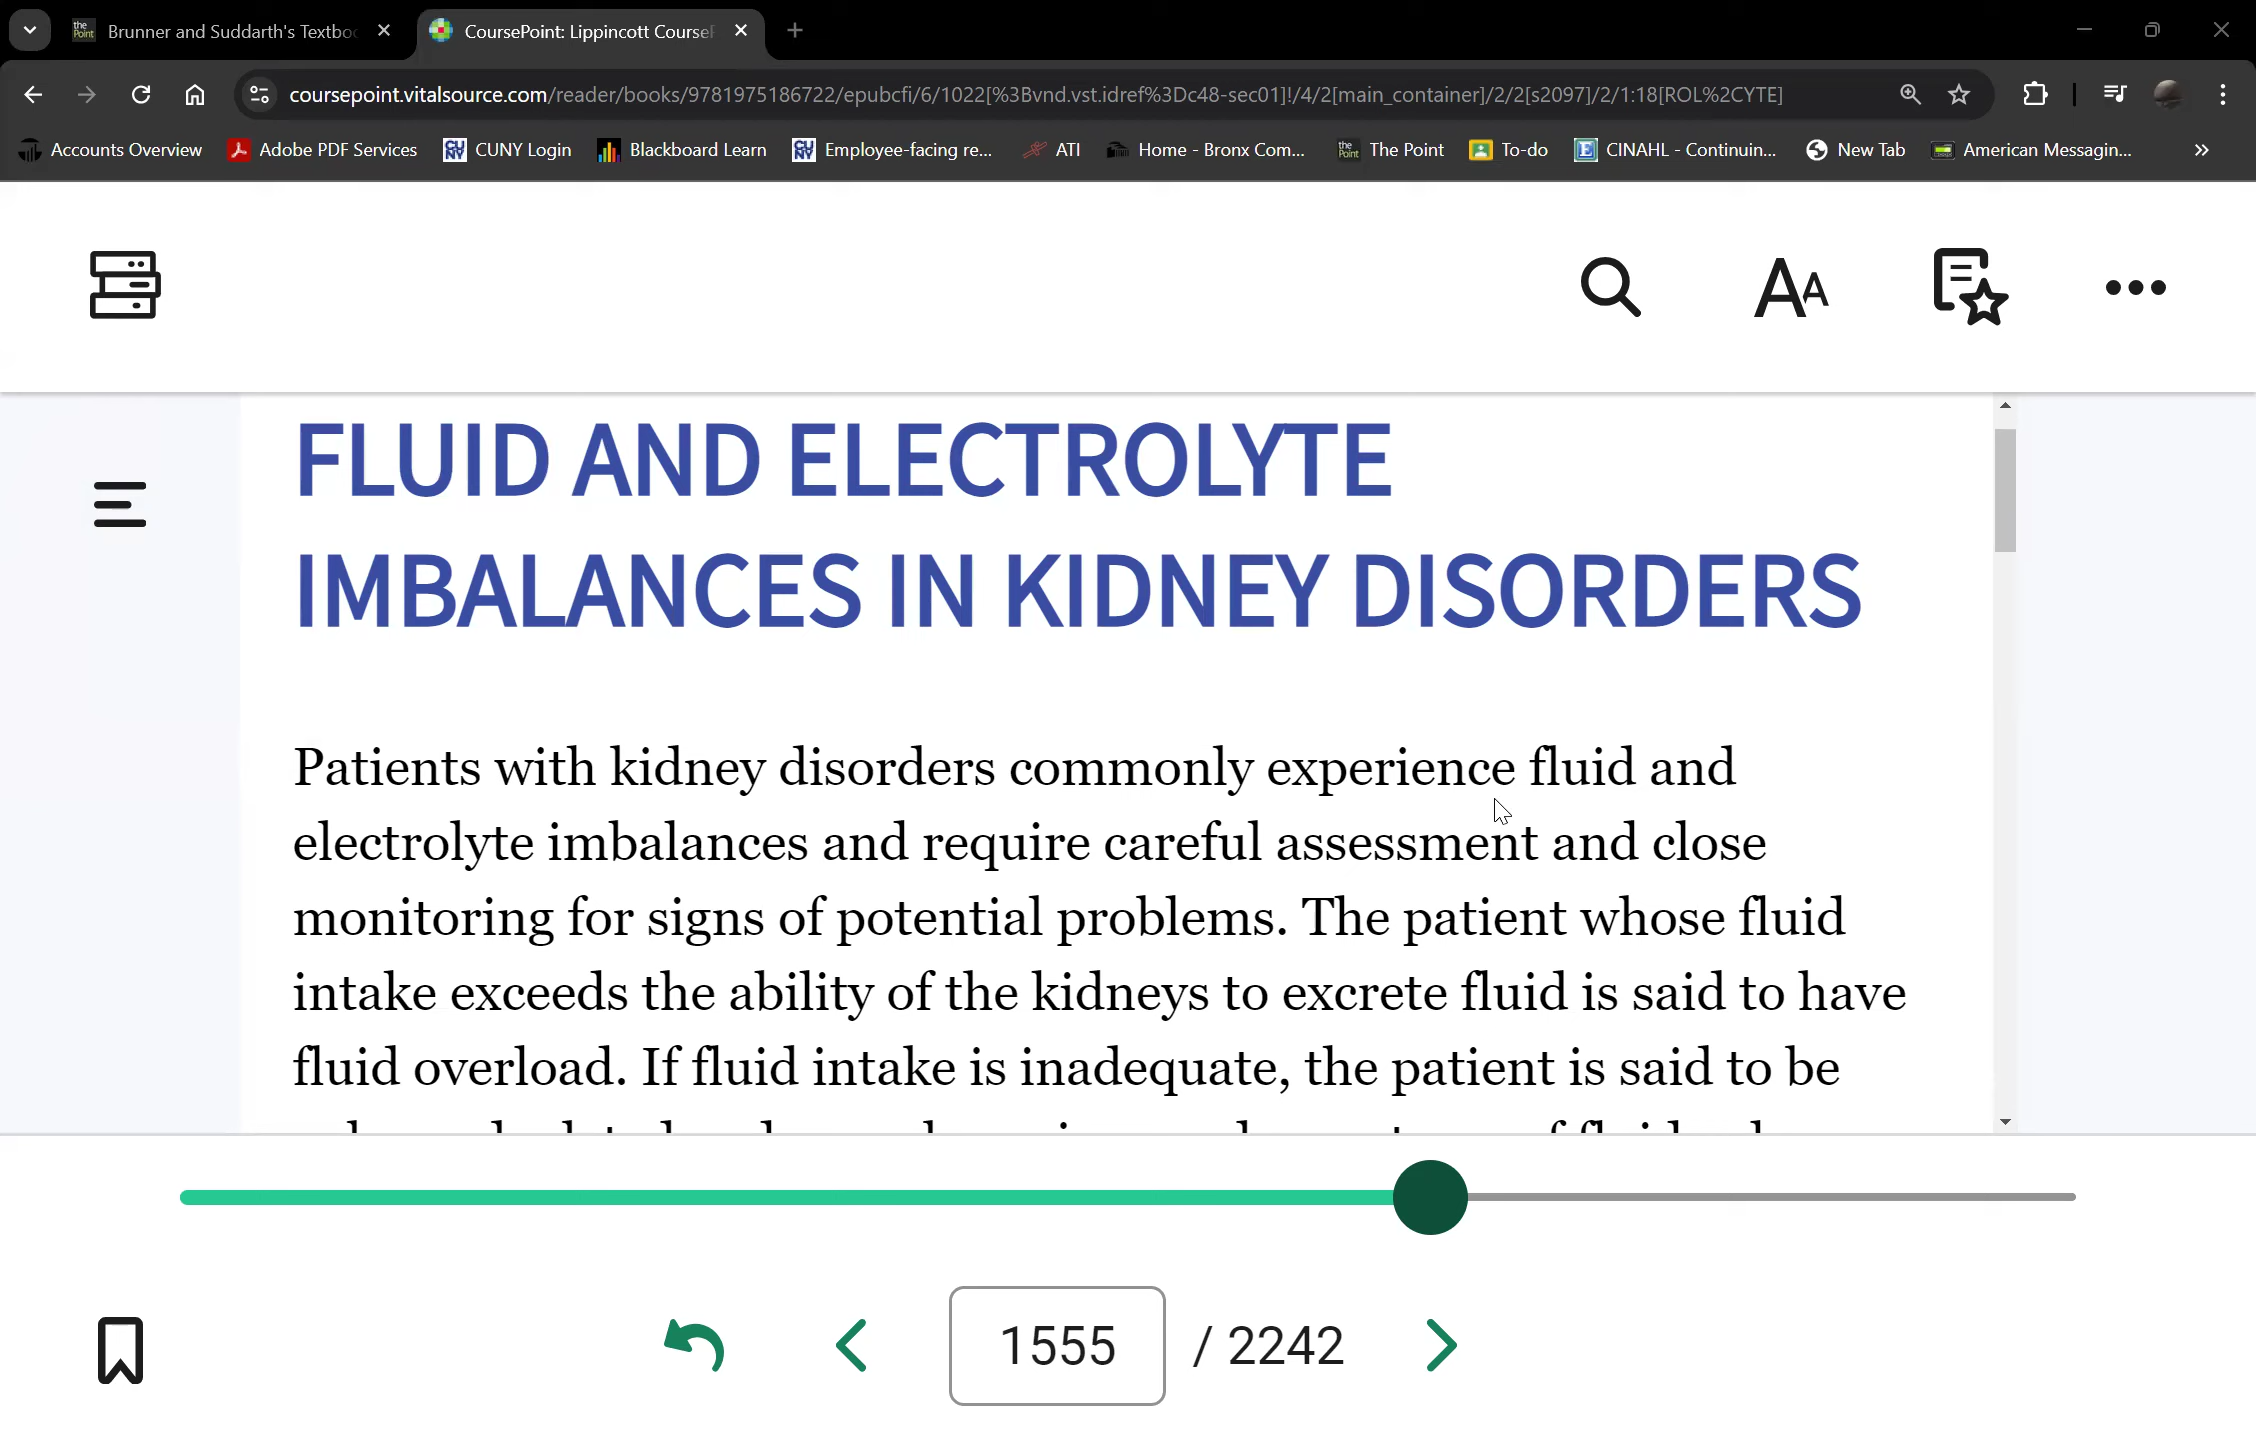 Brunner and Suddarth's Textboo
CoursePoint: Lippincott Course
coursepoint.vitalsource.com/reader/books/9781975186722/epubcfi/6/1022[%3Bvnd.vst.idref%3Dc48-sec01]!/4/2[main_container]/2/2[s2097]/2/1:18[ROL%2CYTE]
Accounts Overview Adobe PDF Services CUNY Login Blackboard Learn Employee-facing re... ATI Home - Bronx Com... The Point To-do CINAHL - Continuin... New Tab American Messagin...
FLUID AND ELECTROLYTE
IMBALANCES IN KIDNEY DISORDERS
Patients with kidney disorders commonly experience fluid and
electrolyte imbalances and require careful assessment and close
monitoring for signs of potential problems. The patient whose fluid
intake exceeds the ability of the kidneys to excrete fluid is said to have
fluid overload. If fluid intake is inadequate, the patient is said to be
1555 / 2242